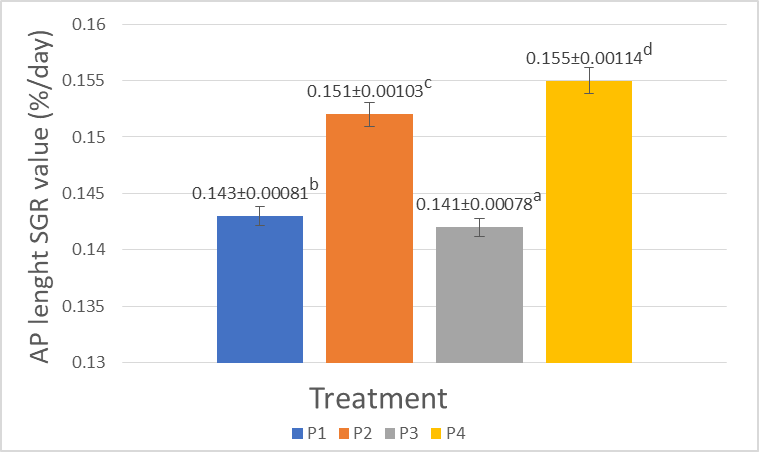 AP lenght SGR value (%/day)
0.16
0.155
0.15
0.145
0.14
0.135
0.13
0.143±0.00081b
0.151±0.00103c
0.141±0.00078a
0.155±0.00114d
Treatment
P1 P2 P3 P4